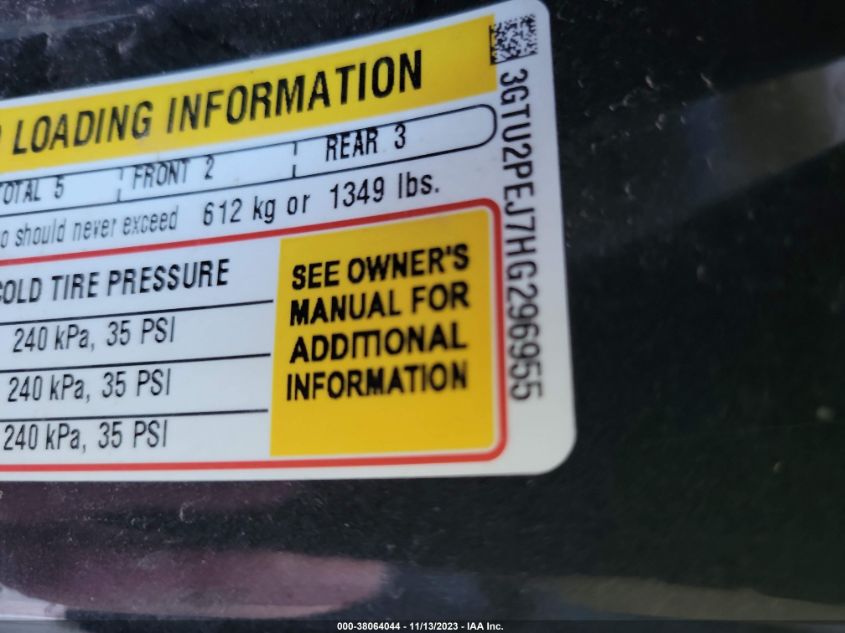 LOADING INFORMATION
TOTAL 5 FRONT 2 REAR 3
should never exceed 612 kg or 1349 lbs.
COLD TIRE PRESSURE
240 kPa, 35 PSI
240 kPa, 35 PSI
240 kPa, 35 PSI
SEE OWNER'S
MANUAL FOR
ADDITIONAL
INFORMATION
3GTU2PEJ7HG296955
000-38064044 - 11/13/2023 - IAA Inc.